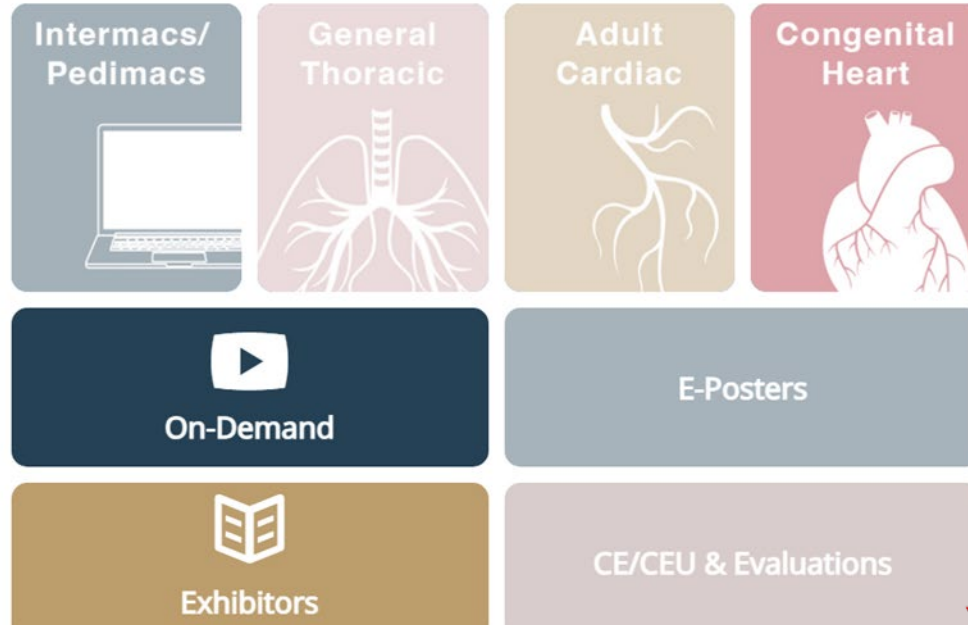 Intermacs/
Pedimacs
General
Thoracic
Adult
Cardiac
Congenital
Heart
On-Demand
E-Posters
Exhibitors
CE/CEU & Evaluations